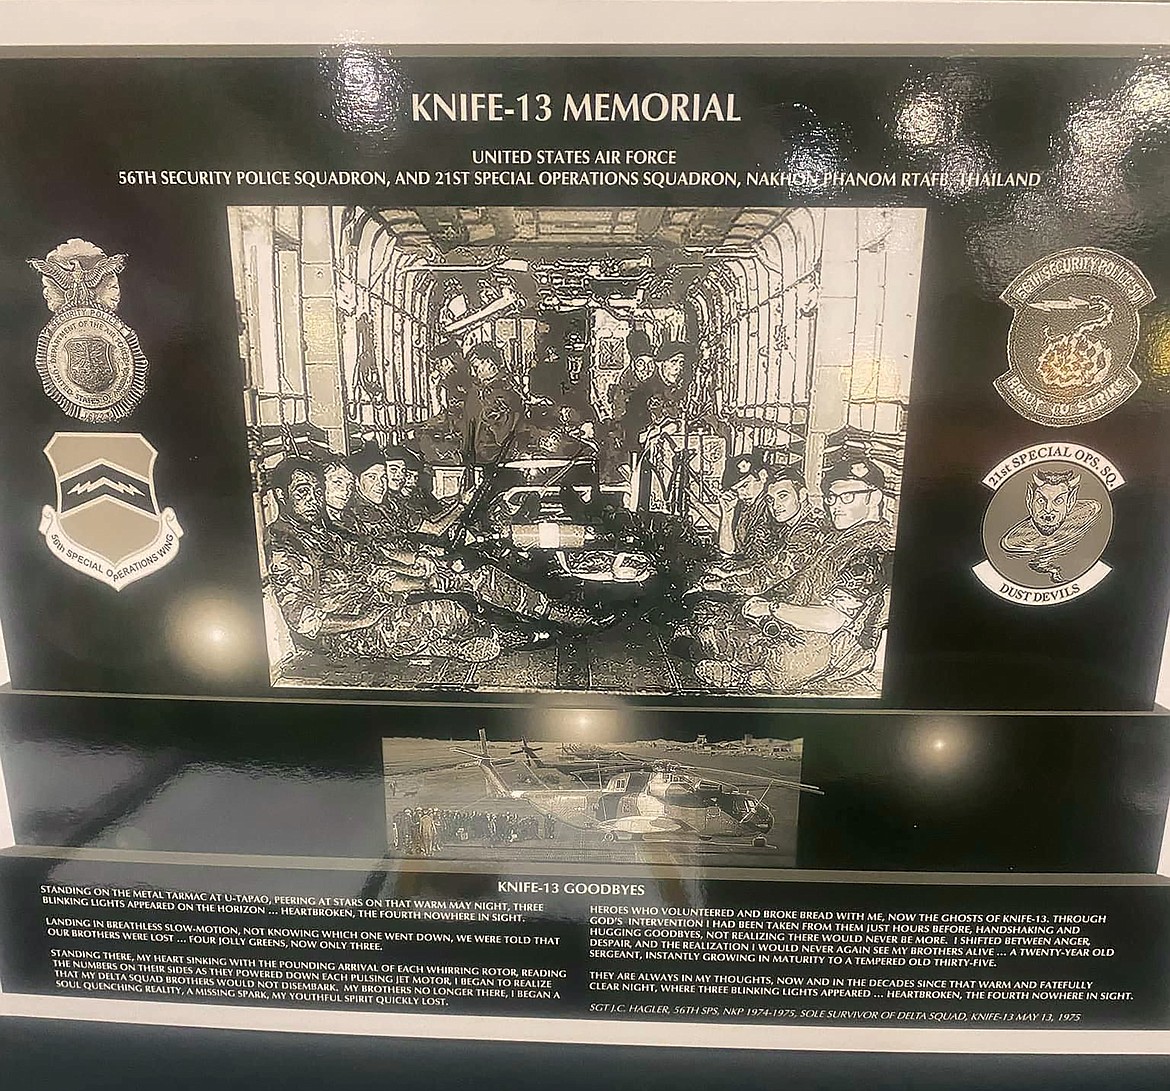 KNIFE-13 MEMORIAL
UNITED STATES AIR FORCE
56TH SECURITY POLICE SQUADRON, AND 21ST SPECIAL OPERATIONS SQUADRON, NAKHON PHANOM RTAFB, THAILAND
SECURITY POLICE
DEPARTMENT OF THE
56TH SECURITY POLICE SQ
READY TO STRIKE
56th SPECIAL OPERATIONS WING
21st SPECIAL OPS. SQ.
DUST DEVILS
KNIFE-13 GOODBYES
STANDING ON THE METAL TARMAC AT U-TAPAO, PEERING AT STARS ON THAT WARM MAY NIGHT, THREE
BLINKING LIGHTS APPEARED ON THE HORIZON ... HEARTBROKEN, THE FOURTH NOWHERE IN SIGHT.
LANDING IN BREATHLESS SLOW-MOTION, NOT KNOWING WHICH ONE WENT DOWN, WE WERE TOLD THAT
OUR BROTHERS WERE LOST ... FOUR JOLLY GREENS, NOW ONLY THREE.
STANDING THERE, MY HEART SINKING WITH THE POUNDING ARRIVAL OF EACH WHIRRING ROTOR, READING
THE NUMBERS ON THEIR SIDES AS THEY POWERED DOWN EACH PULSING JET MOTOR, I BEGAN TO REALIZE
THAT MY DELTA SQUAD BROTHERS WOULD NOT DISEMBARK. MY BROTHERS NO LONGER THERE, I BEGAN A
SOUL QUENCHING REALITY, A MISSING SPARK, MY YOUTHFUL SPIRIT QUICKLY LOST.
HEROES WHO VOLUNTEERED AND BROKE BREAD WITH ME, NOW THE GHOSTS OF KNIFE-13. THROUGH
GOD'S INTERVENTION I HAD BEEN TAKEN FROM THEM JUST HOURS BEFORE, HANDSHAKING AND
HUGGING GOODBYES, NOT REALIZING THERE WOULD NEVER BE MORE. I SHIFTED BETWEEN ANGER,
DESPAIR, AND THE REALIZATION I WOULD NEVER AGAIN SEE MY BROTHERS ALIVE ... A TWENTY-YEAR OLD
SERGEANT, INSTANTLY GROWING IN MATURITY TO A TEMPERED OLD THIRTY-FIVE.
THEY ARE ALWAYS IN MY THOUGHTS, NOW AND IN THE DECADES SINCE THAT WARM AND FATEFULLY
CLEAR NIGHT, WHERE THREE BLINKING LIGHTS APPEARED ... HEARTBROKEN, THE FOURTH NOWHERE IN SIGHT.
SGT J.C. HAGLER, 56TH SPS, NKP 1974-1975, SOLE SURVIVOR OF DELTA SQUAD, KNIFE-13 MAY 13, 1975